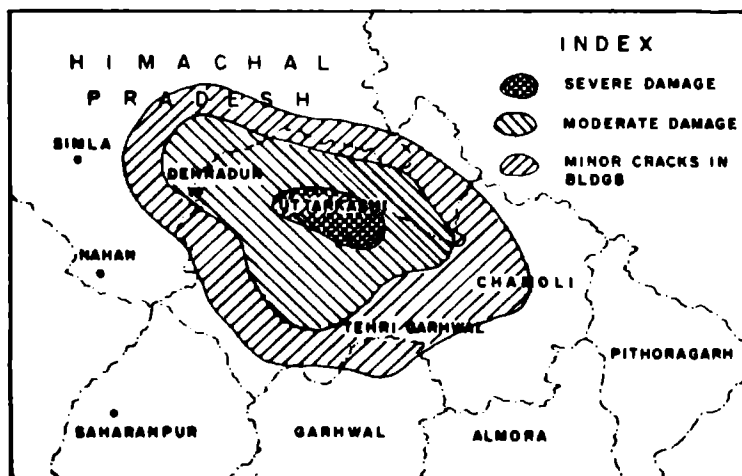 HIMACHAL
PRADESH
INDEX
SEVERE DAMAGE
MODERATE DAMAGE
MINOR CRACKS IN
BLDGS
SIMLA
DEHRADUN
UTTARKASHI
NAHAN
CHAMOLI
TEHRI GARHWAL
PITHORAGARH
SAHARANPUR
GARHWAL
ALMORA